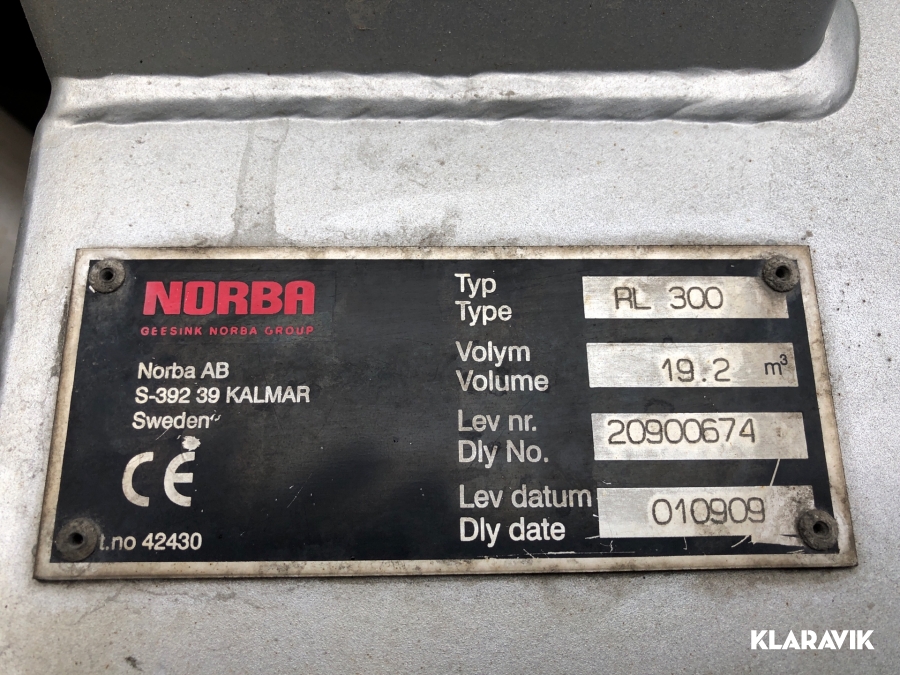 NORBA
GEESINK NORBA GROUP
Norba AB
S-392 39 KALMAR
Sweden
CE
t.no 42430
Typ
Type
RL 300
Volym
Volume
19.2 m³
Lev nr.
Dly No.
20900674
Lev datum
Dly date
010909
KLARAVIK